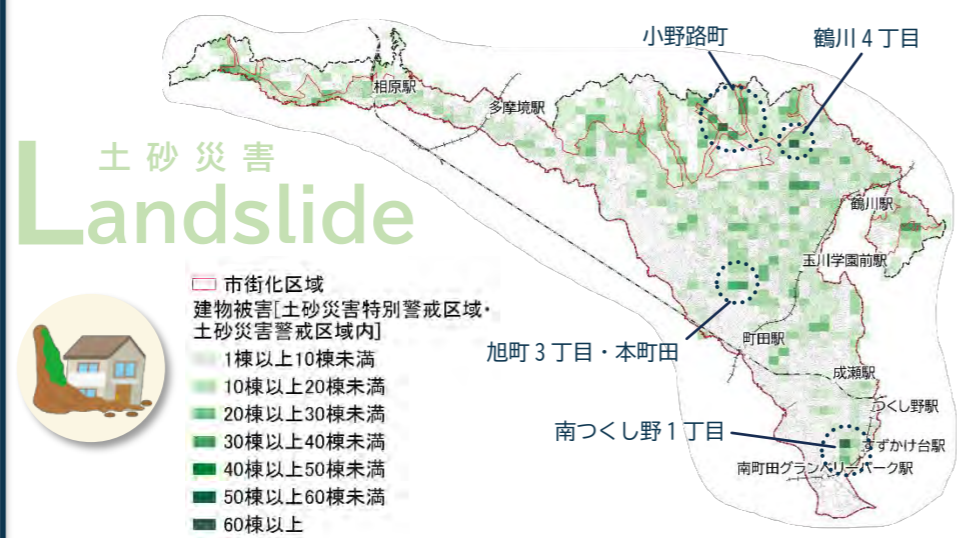 小野路町
鶴川4丁目
相原駅
多摩境駅
土砂災害
Landslide
鶴川駅
玉川学園前駅
市街化区域
建物被害[土砂災害特別警戒区域・
土砂災害警戒区域内]
1棟以上10棟未満
10棟以上20棟未満
20棟以上30棟未満
30棟以上40棟未満
40棟以上50棟未満
50棟以上60棟未満
60棟以上
旭町3丁目・本町田
町田駅
成瀬駅
つくし野駅
南つくし野1丁目
すずかけ台駅
南町田グランベリーパーク駅